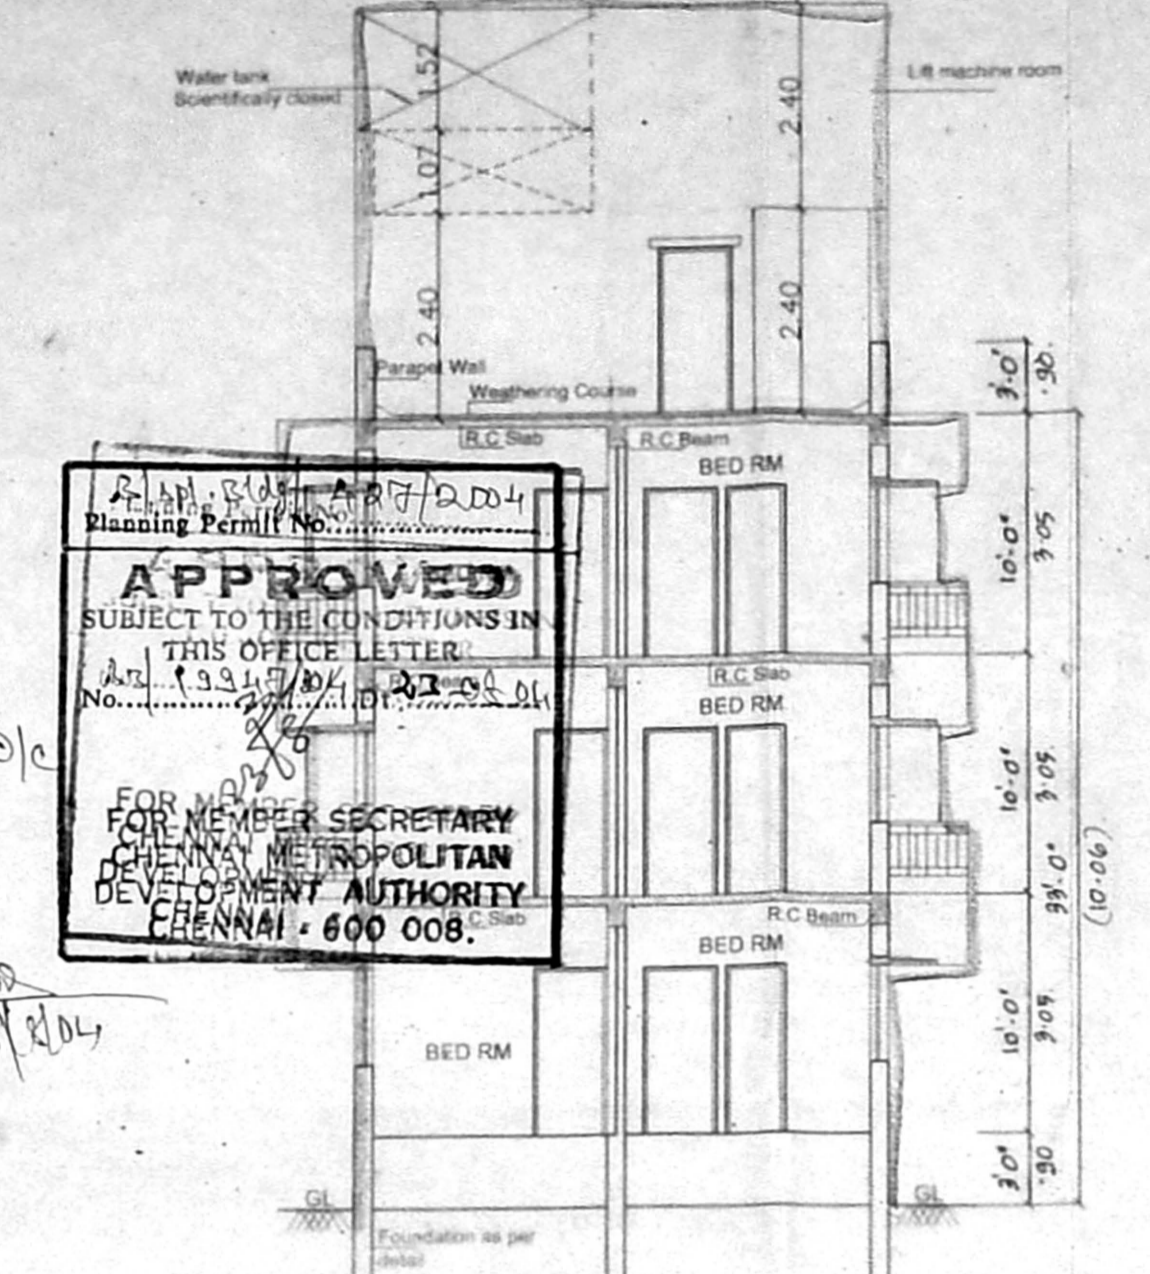 1.52
2.40
Water tank
Scientifically closed
Lift machine room
1.07
2.40
2.40
Parapet Wall
Weathering Course
3'.0"
.90.
R.C Slab
R.C Beam
BED RM
A 27/2004
Planning Permit No.
10'.0"
3.05
APPROVED
SUBJECT TO THE CONDITIONS IN
THIS OFFICE LETTER
R.C Slab
No. Dt.
BED RM
O/C
10'.0"
3.05.
FOR MEMBER SECRETARY
CHENNAI METROPOLITAN
DEVELOPMENT AUTHORITY
CHENNAI - 600 008.
R.C Slab
R.C Beam
33'.0"
(10.06).
BED RM
BED RM
10'.0"
3.05.
3'.0"
.90
GL
GL
Foundation as per
detail